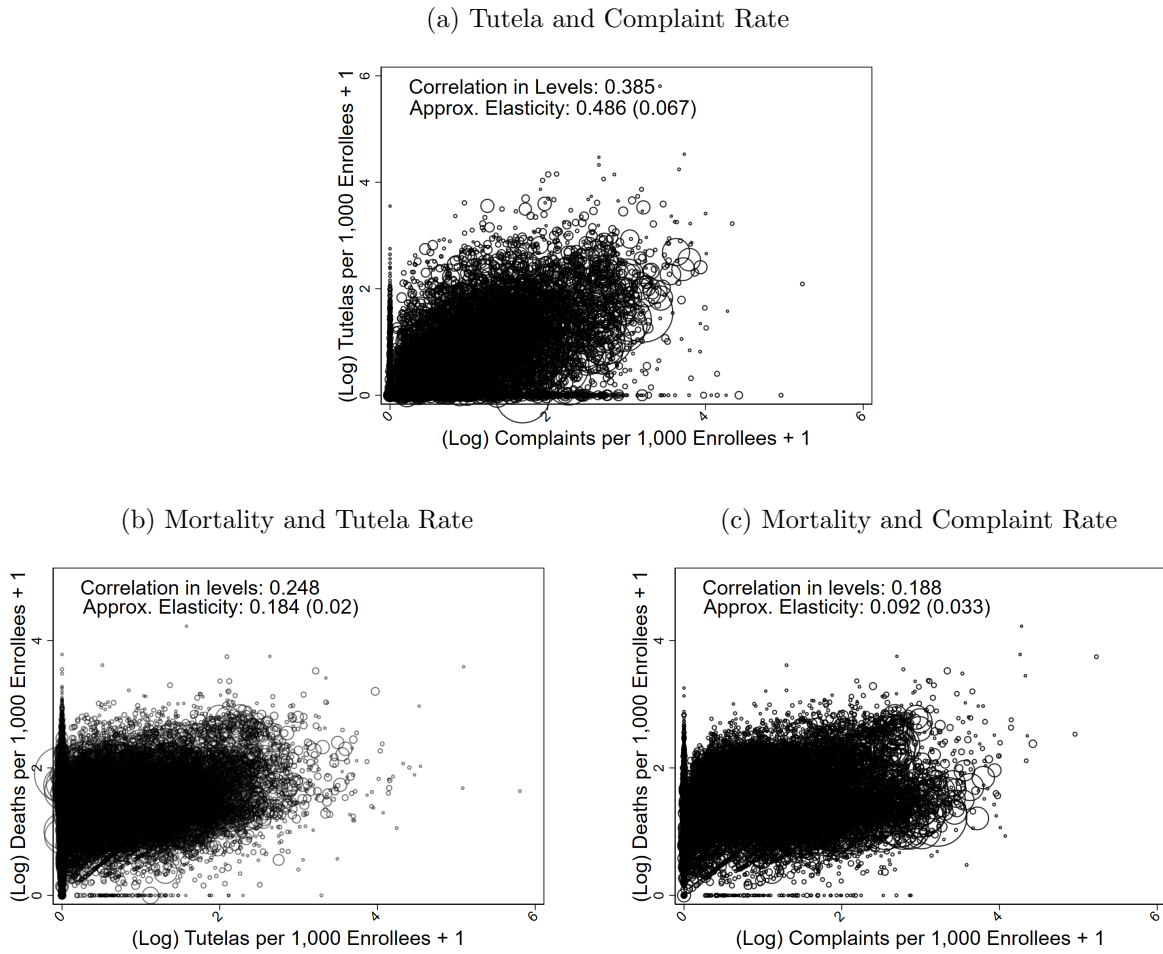 (a) Tutela and Complaint Rate
Correlation in Levels: 0.385
Approx. Elasticity: 0.486 (0.067)
(Log) Tutelas per 1,000 Enrollees + 1
6
4
2
0
0
2
4
6
(Log) Complaints per 1,000 Enrollees + 1
(b) Mortality and Tutela Rate
Correlation in levels: 0.248
Approx. Elasticity: 0.184 (0.02)
(Log) Deaths per 1,000 Enrollees + 1
4
2
0
0
2
4
6
(Log) Tutelas per 1,000 Enrollees + 1
(c) Mortality and Complaint Rate
Correlation in levels: 0.188
Approx. Elasticity: 0.092 (0.033)
(Log) Deaths per 1,000 Enrollees + 1
4
2
0
0
2
4
6
(Log) Complaints per 1,000 Enrollees + 1